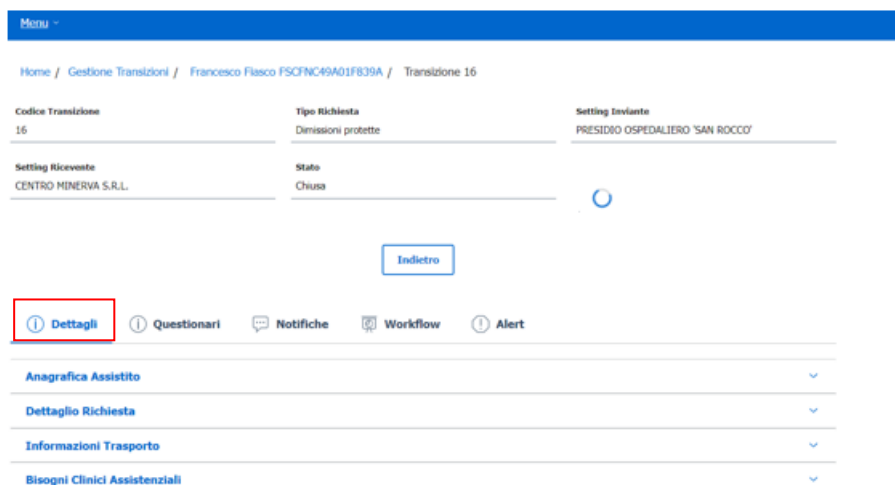 Menu
Home / Gestione Transizioni / Francesco Fiasco FSCFNC49A01F839A / Transizione 16
Codice Transizione Tipo Richiesta Setting Inviante
16 Dimissioni protette PRESIDIO OSPEDALIERO 'SAN ROCCO'
Setting Ricevente Stato
CENTRO MINERVA S.R.L. Chiusa
Indietro
Dettagli Questionari Notifiche Workflow Alert
Anagrafica Assistito
Dettaglio Richiesta
Informazioni Trasporto
Bisogni Clinici Assistenziali